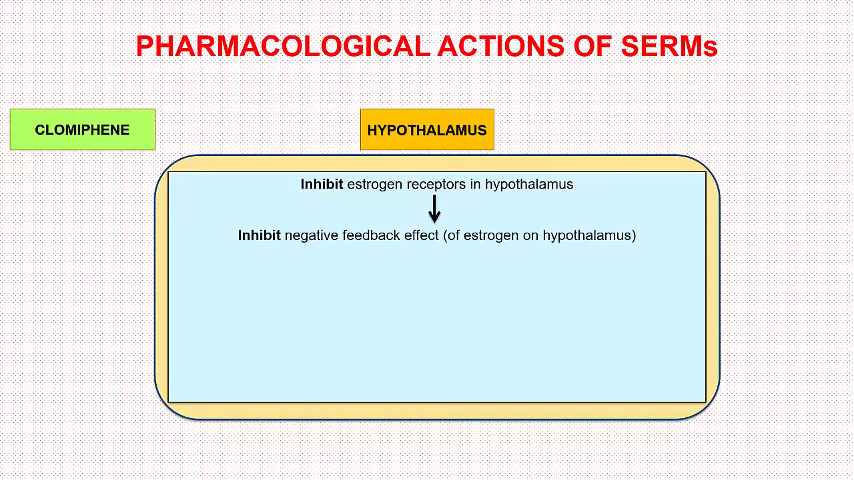 PHARMACOLOGICAL ACTIONS OF SERMs
CLOMIPHENE
HYPOTHALAMUS
Inhibit estrogen receptors in hypothalamus
Inhibit negative feedback effect (of estrogen on hypothalamus)